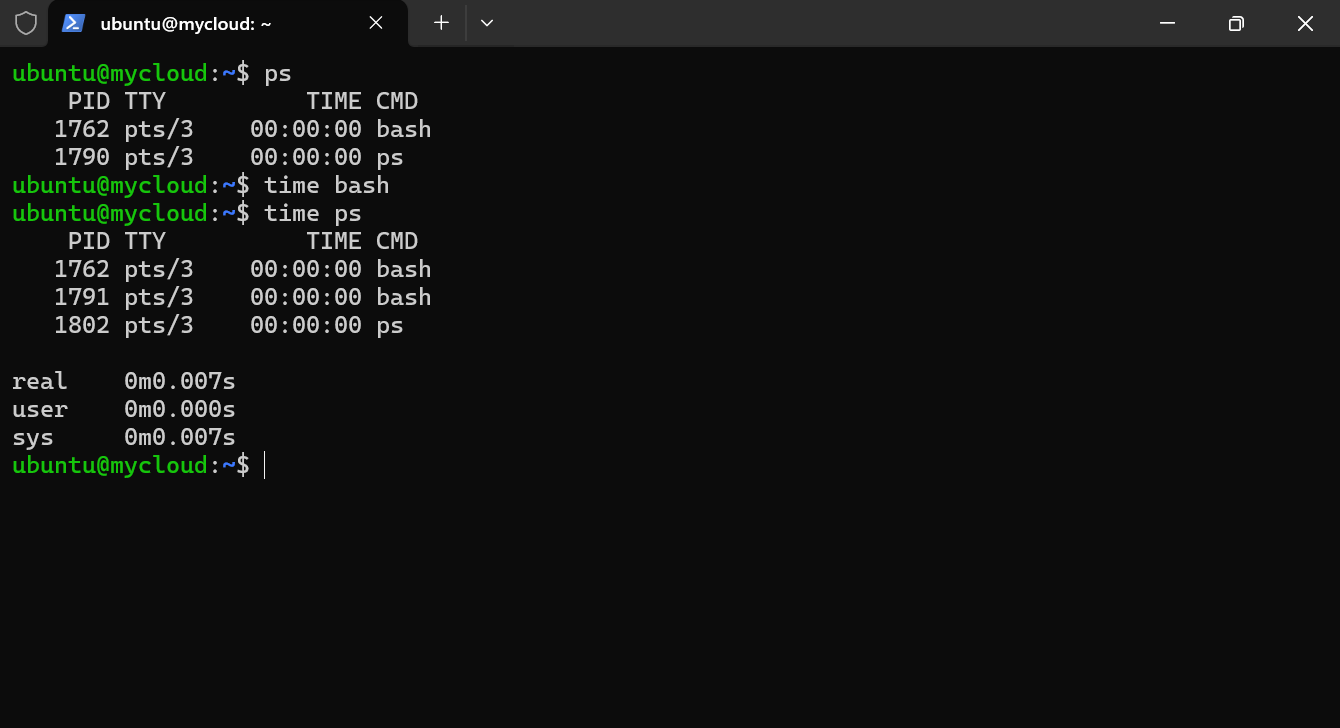 ubuntu@mycloud: ~
ubuntu@mycloud:~$ ps
    PID TTY          TIME CMD
   1762 pts/3    00:00:00 bash
   1790 pts/3    00:00:00 ps
ubuntu@mycloud:~$ time bash
ubuntu@mycloud:~$ time ps
    PID TTY          TIME CMD
   1762 pts/3    00:00:00 bash
   1791 pts/3    00:00:00 bash
   1802 pts/3    00:00:00 ps
real    0m0.007s
user    0m0.000s
sys     0m0.007s
ubuntu@mycloud:~$